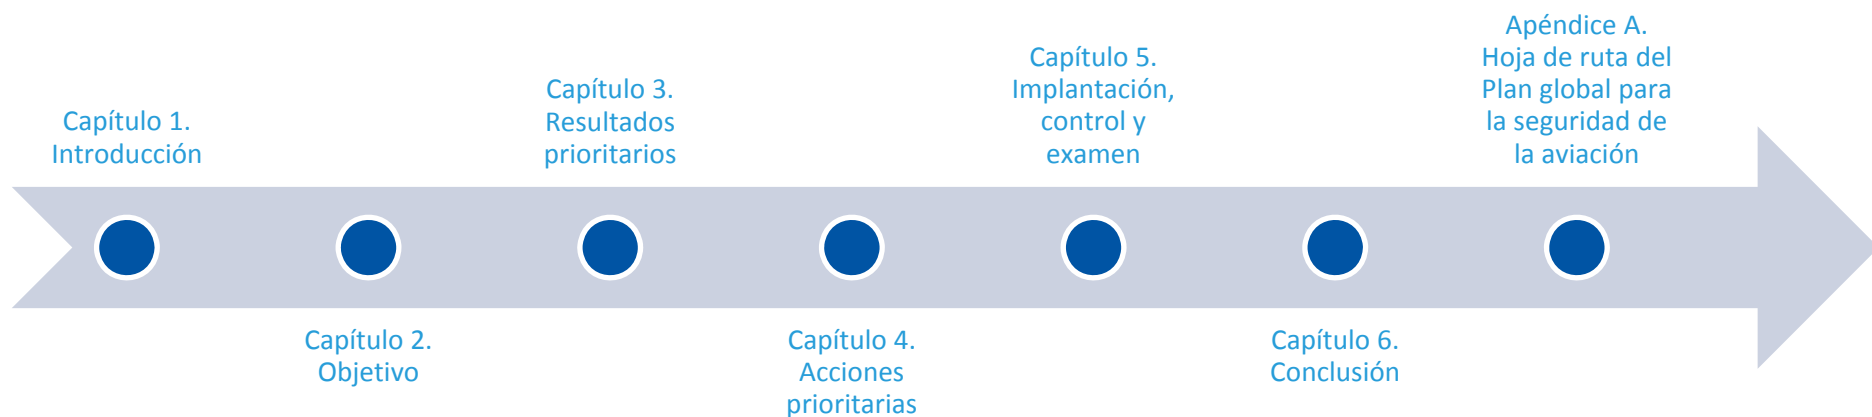 Capítulo 1.
Introducción
Capítulo 2.
Objetivo
Capítulo 3.
Resultados
prioritarios
Capítulo 4.
Acciones
prioritarias
Capítulo 5.
Implantación,
control y
examen
Capítulo 6.
Conclusión
Apéndice A.
Hoja de ruta del
Plan global para
la seguridad de
la aviación